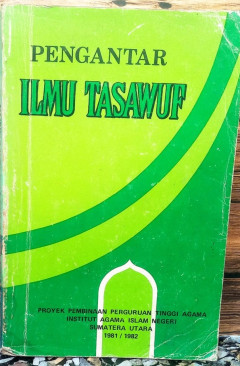 PENGANTAR
ILMU TASAWUF
PROYEK PEMBINAAN PERGURUAN TINGGI AGAMA
INSTITUT AGAMA ISLAM NEGERI
SUMATERA UTARA
1981 / 1982